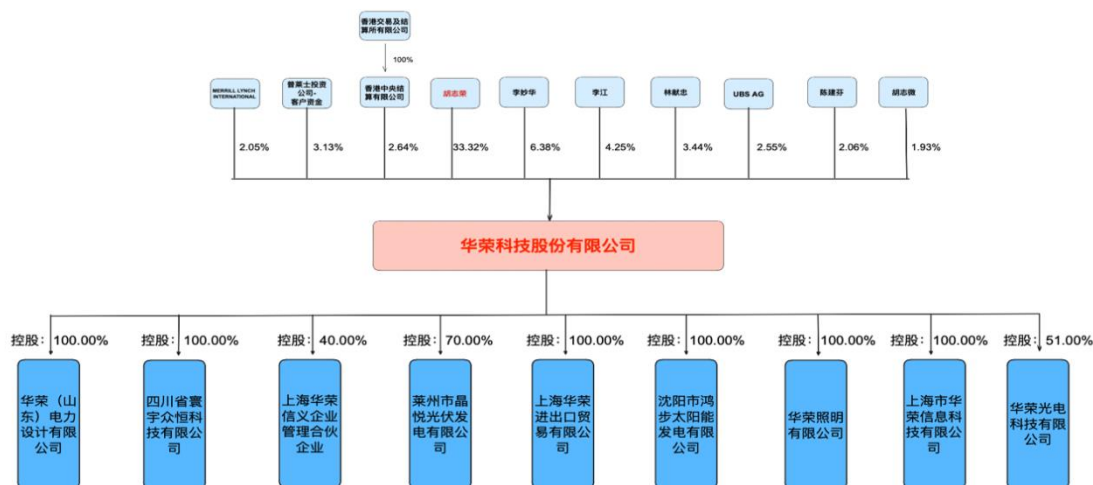 香港交易及结
算所有限公司
100%
MERRILL LYNCH
INTERNATIONAL
普莱士投资
公司-
客户资金
香港中央结
算有限公司
胡志荣
李妙华
李江
林献忠
UBS AG
陈建芬
胡志微
2.05%
3.13%
2.64%
33.32%
6.38%
4.25%
3.44%
2.55%
2.06%
1.93%
华荣科技股份有限公司
控股：100.00%
控股：100.00%
控股：40.00%
控股：70.00%
控股：100.00%
控股：100.00%
控股：100.00%
控股：100.00%
控股：51.00%
华荣（山
东）电力
设计有限公
司
四川省寰
宇众恒科
技有限公
司
上海华荣
信义企业
管理合伙
企业
莱州市晶
悦光伏发
电有限公
司
上海华荣
进出口贸
易有限公
司
沈阳市鸿
步太阳能
发电有限
公司
华荣照明
有限公司
上海市华
荣信息科
技有限公
司
华荣光电
科技有限
公司